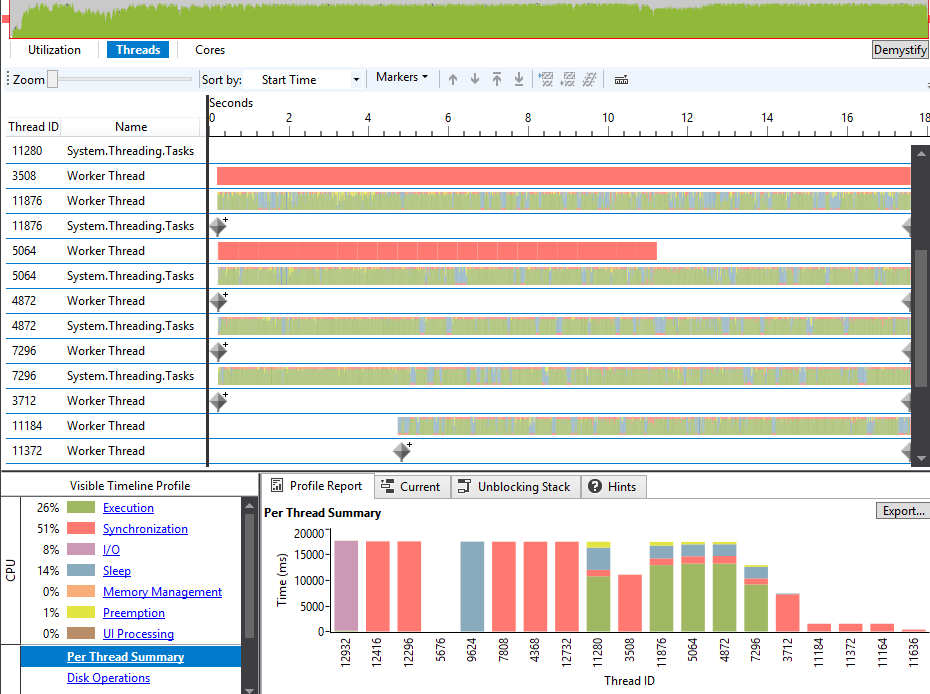 Utilization Threads Cores Demystify
Zoom Sort by: Start Time Markers
Seconds
0 2 4 6 8 10 12 14 16 18
Thread ID Name
11280 System.Threading.Tasks
3508 Worker Thread
11876 Worker Thread
11876 System.Threading.Tasks
5064 Worker Thread
5064 System.Threading.Tasks
4872 Worker Thread
4872 System.Threading.Tasks
7296 Worker Thread
7296 System.Threading.Tasks
3712 Worker Thread
11184 Worker Thread
11372 Worker Thread
Visible Timeline Profile
CPU
26% Execution
51% Synchronization
8% I/O
14% Sleep
0% Memory Management
1% Preemption
0% UI Processing
Per Thread Summary
Disk Operations
Profile Report Current Unblocking Stack Hints
Per Thread Summary Export...
Time (ms)
20000
15000
10000
5000
0
12932 12416 12296 5676 9624 7808 4368 12732 11280 3508 11876 5064 4872 7296 3712 11184 11372 11164 11636
Thread ID